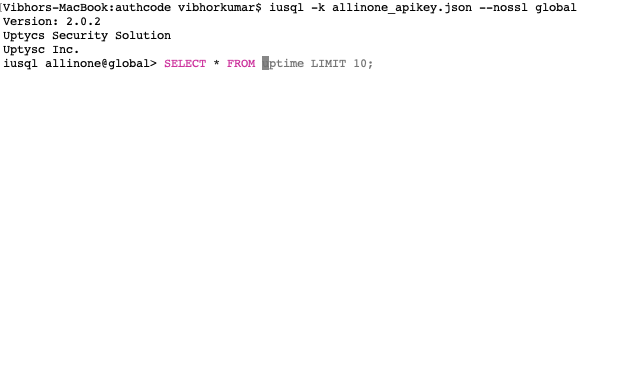 [Vibhors-MacBook:authcode vibhorkumar$ iusql -k allinone_apikey.json --nossl global
Version: 2.0.2
Uptycs Security Solution
Uptysc Inc.
iusql allinone@global> SELECT * FROM uptime LIMIT 10;